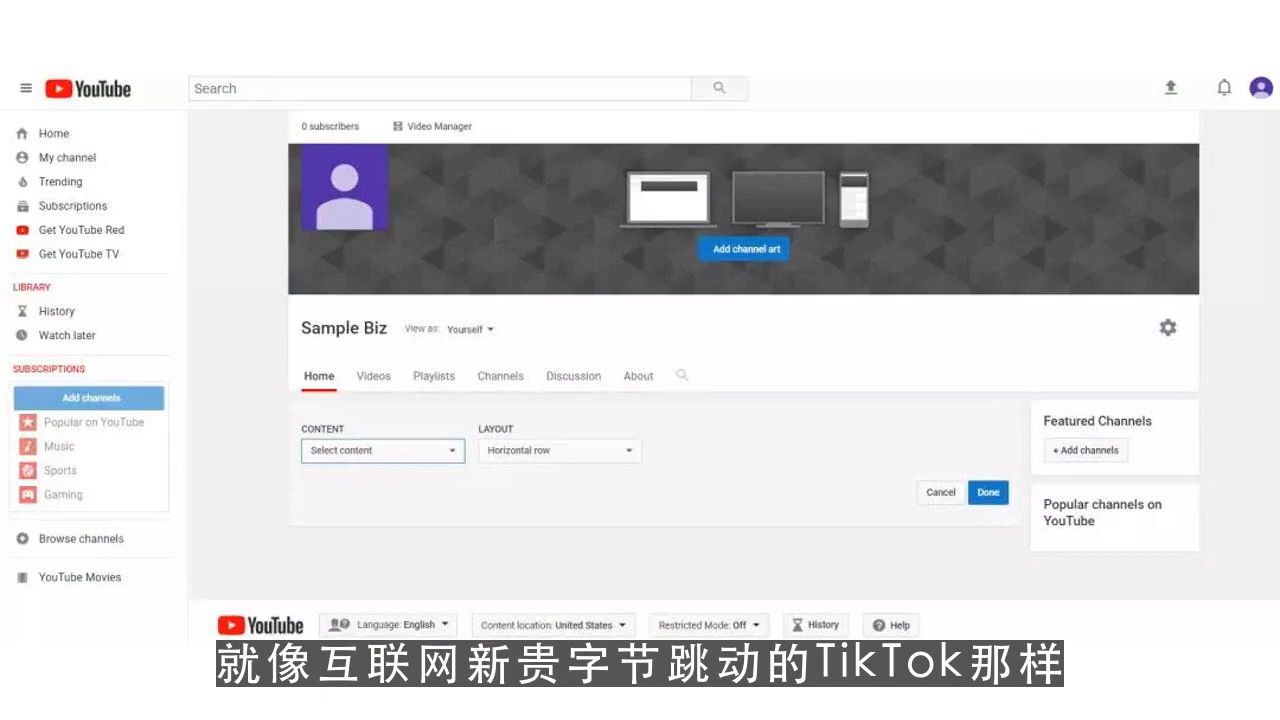 YouTube
Search
Home
My channel
Trending
Subscriptions
Get YouTube Red
Get YouTube TV
LIBRARY
History
Watch later
SUBSCRIPTIONS
Add channels
Popular on YouTube
Music
Sports
Gaming
Browse channels
YouTube Movies
0 subscribers Video Manager
Add channel art
Sample Biz View as: Yourself
Home Videos Playlists Channels Discussion About
CONTENT LAYOUT
Select content Horizontal row
Cancel Done
Featured Channels
+ Add channels
Popular channels on
YouTube
YouTube Language: English Content location: United States Restricted Mode: Off History Help
就像互联网新贵字节跳动的TikTok那样